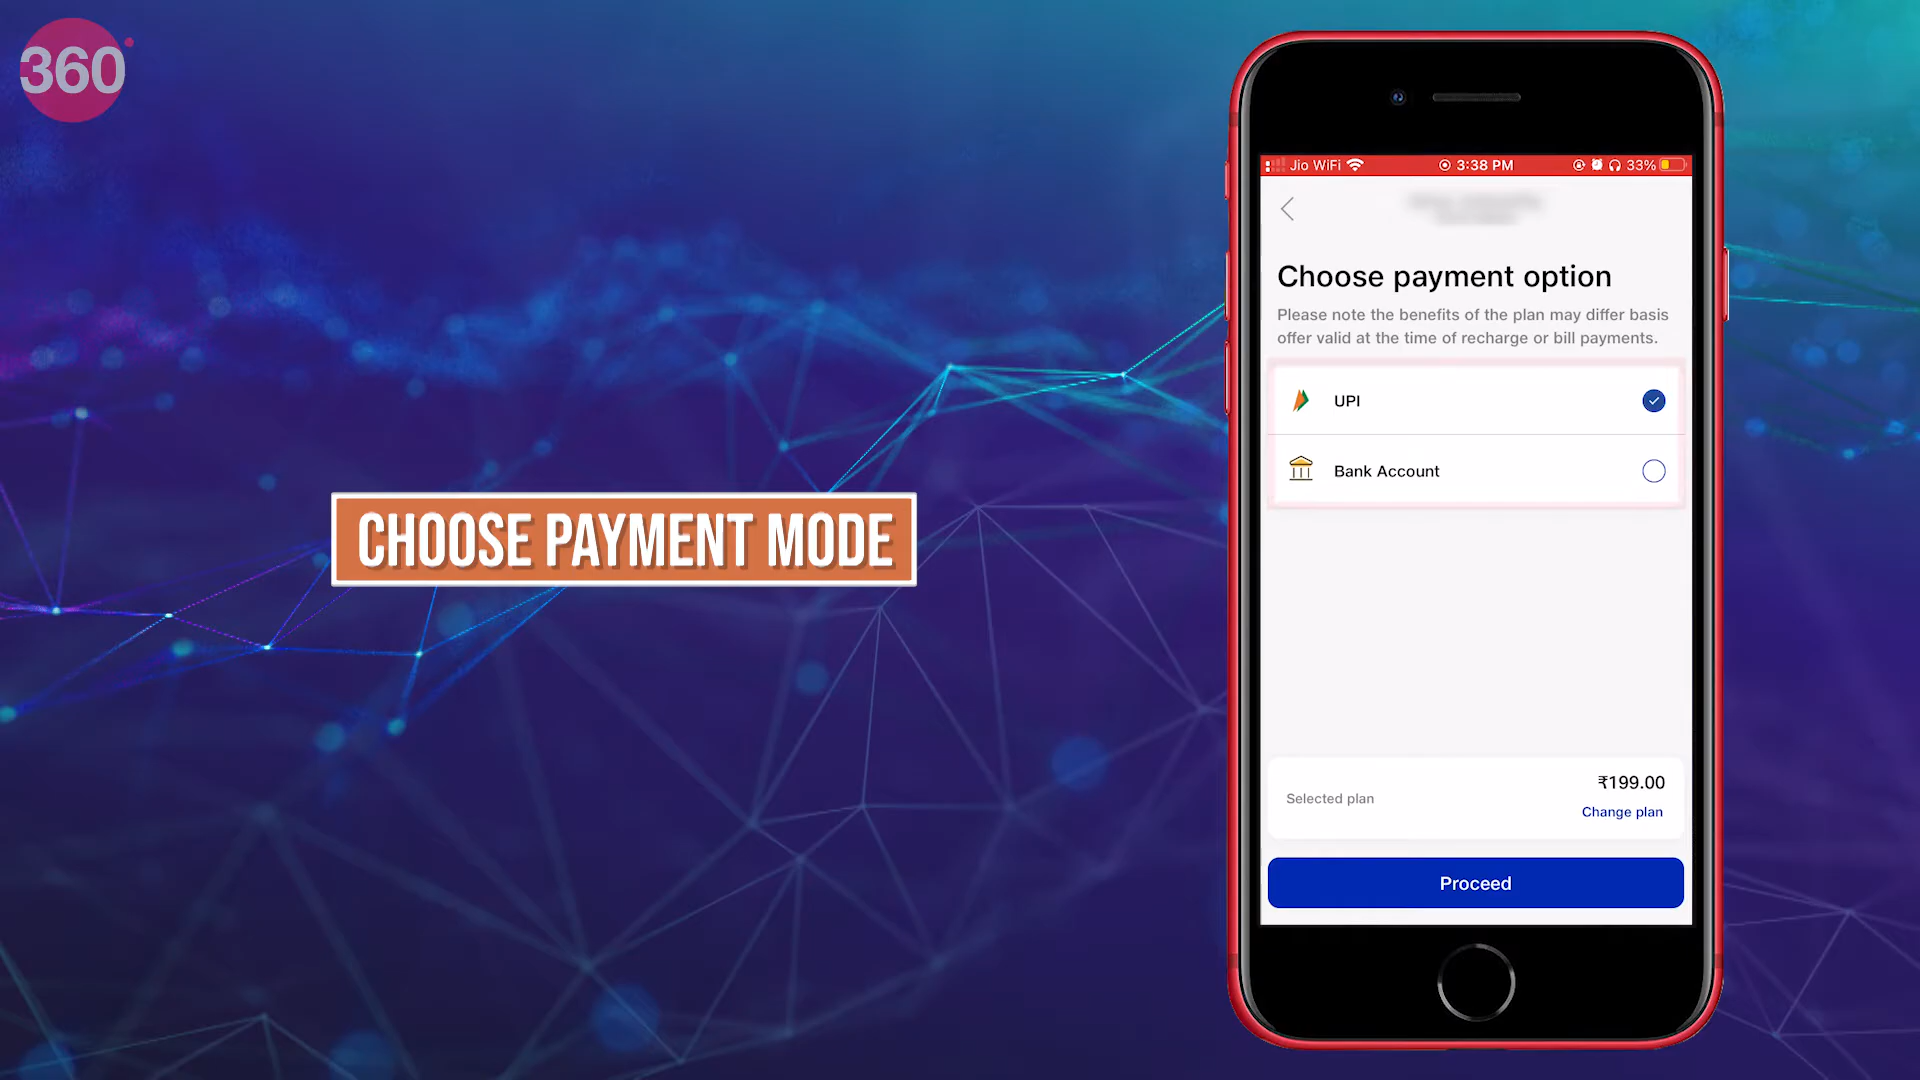 360
CHOOSE PAYMENT MODE
Jio WiFi 3:38 PM 33%
Choose payment option
Please note the benefits of the plan may differ basis
offer valid at the time of recharge or bill payments.
UPI
Bank Account
₹199.00
Selected plan
Change plan
Proceed